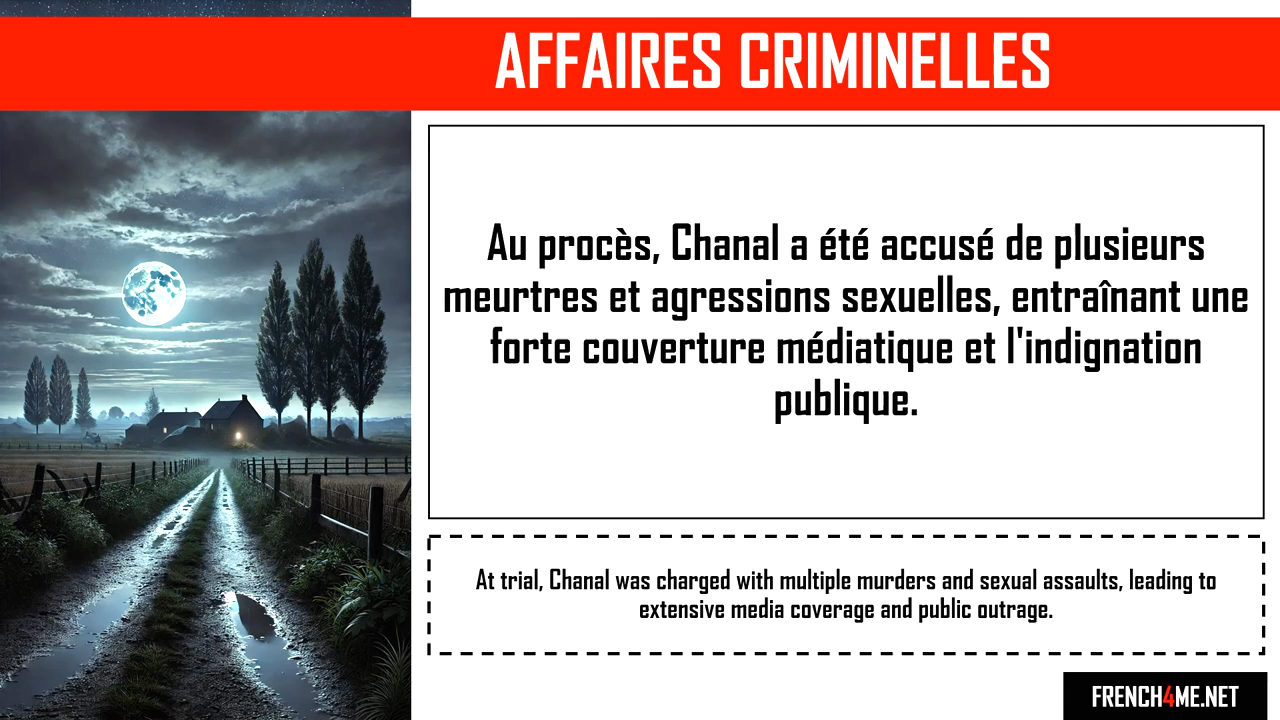 AFFAIRES CRIMINELLES
Au procès, Chanal a été accusé de plusieurs
meurtres et agressions sexuelles, entraînant une
forte couverture médiatique et l'indignation
publique.
At trial, Chanal was charged with multiple murders and sexual assaults, leading to
extensive media coverage and public outrage.
FRENCH4ME.NET